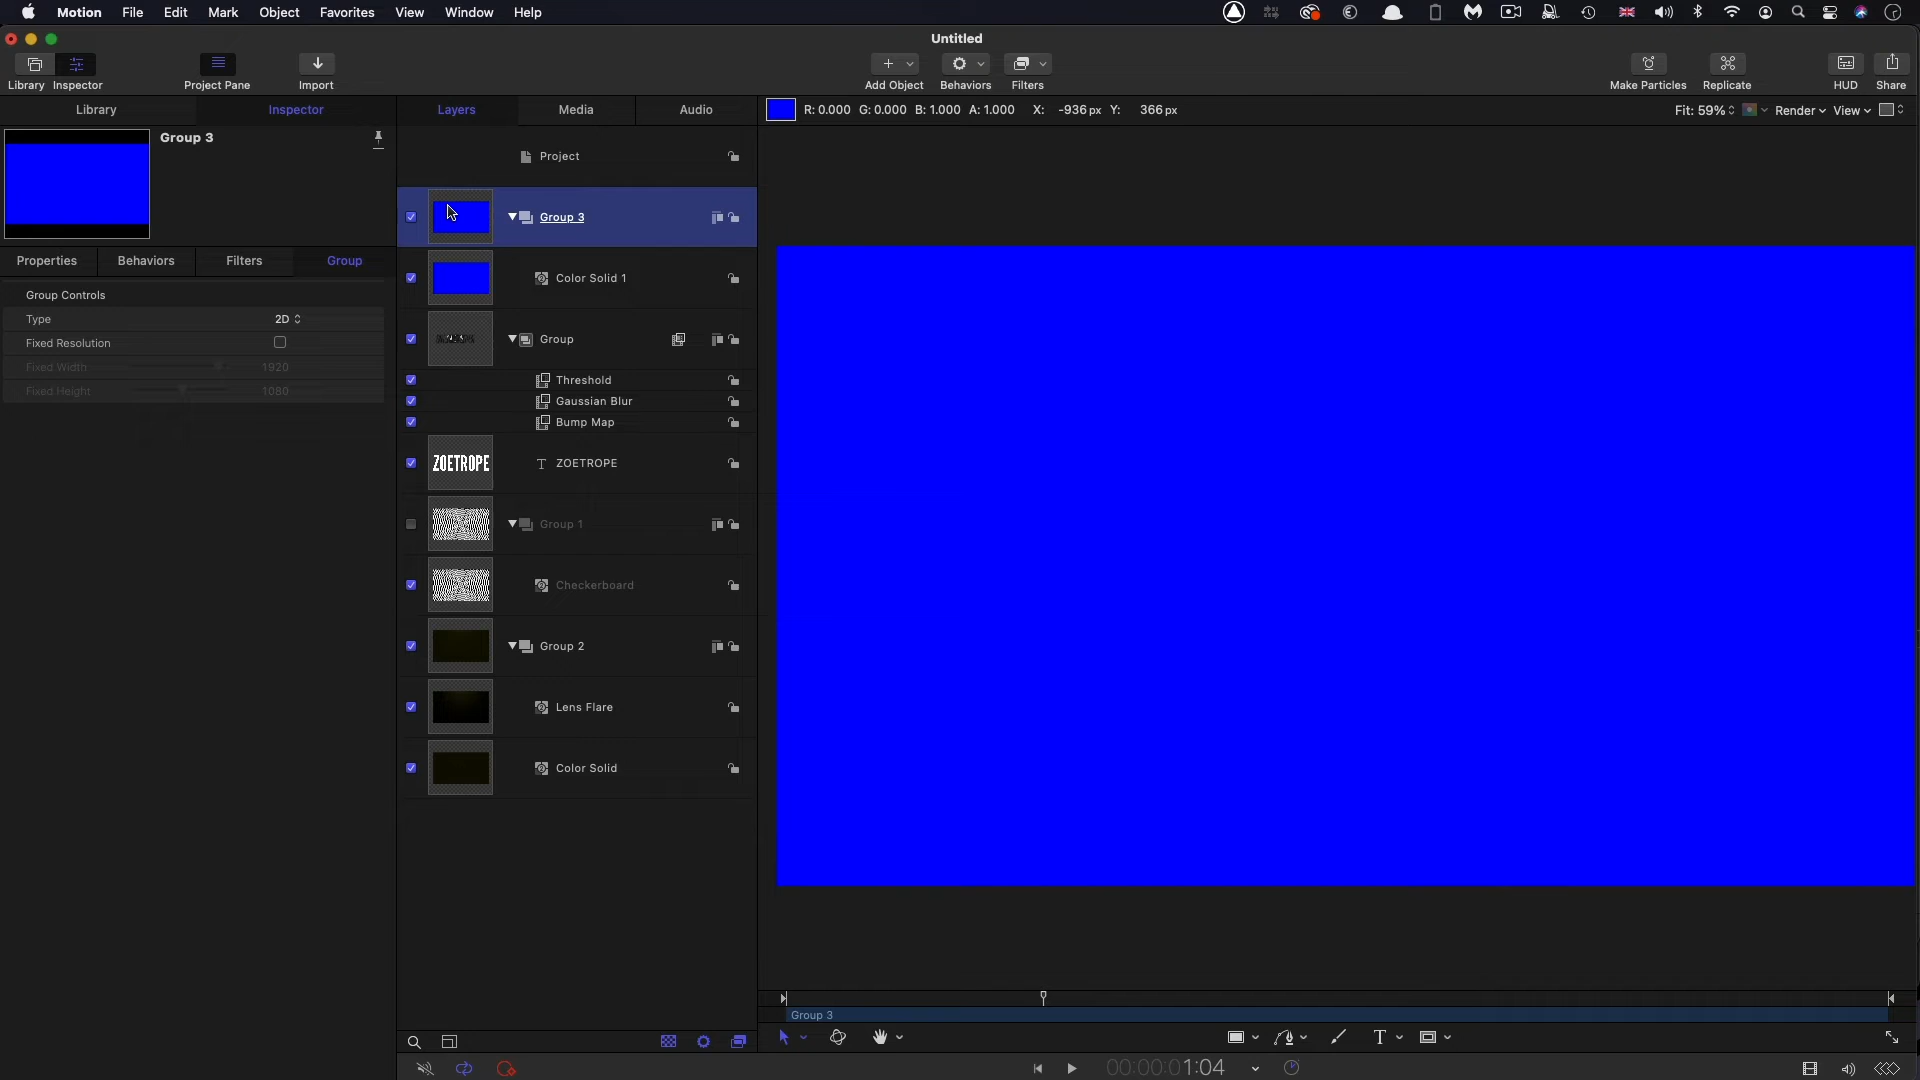 Motion File Edit Mark Object Favorites View Window Help
Untitled
Library Inspector Project Pane Import Add Object Behaviors Filters Make Particles Replicate HUD Share
Library Inspector Layers Media Audio R: 0.000 G: 0.000 B: 1.000 A: 1.000 X: -936 px Y: 366 px Fit: 59% Render View
Group 3
Project
Group 3
Properties Behaviors Filters Group
Color Solid 1
Group Controls
Type 2D
Fixed Resolution
Group
Fixed Width 1920
Fixed Height 1080
Threshold
Gaussian Blur
Bump Map
ZOETROPE ZOETROPE
Group 1
Checkerboard
Group 2
Lens Flare
Color Solid
Group 3
T
00:00:01:04